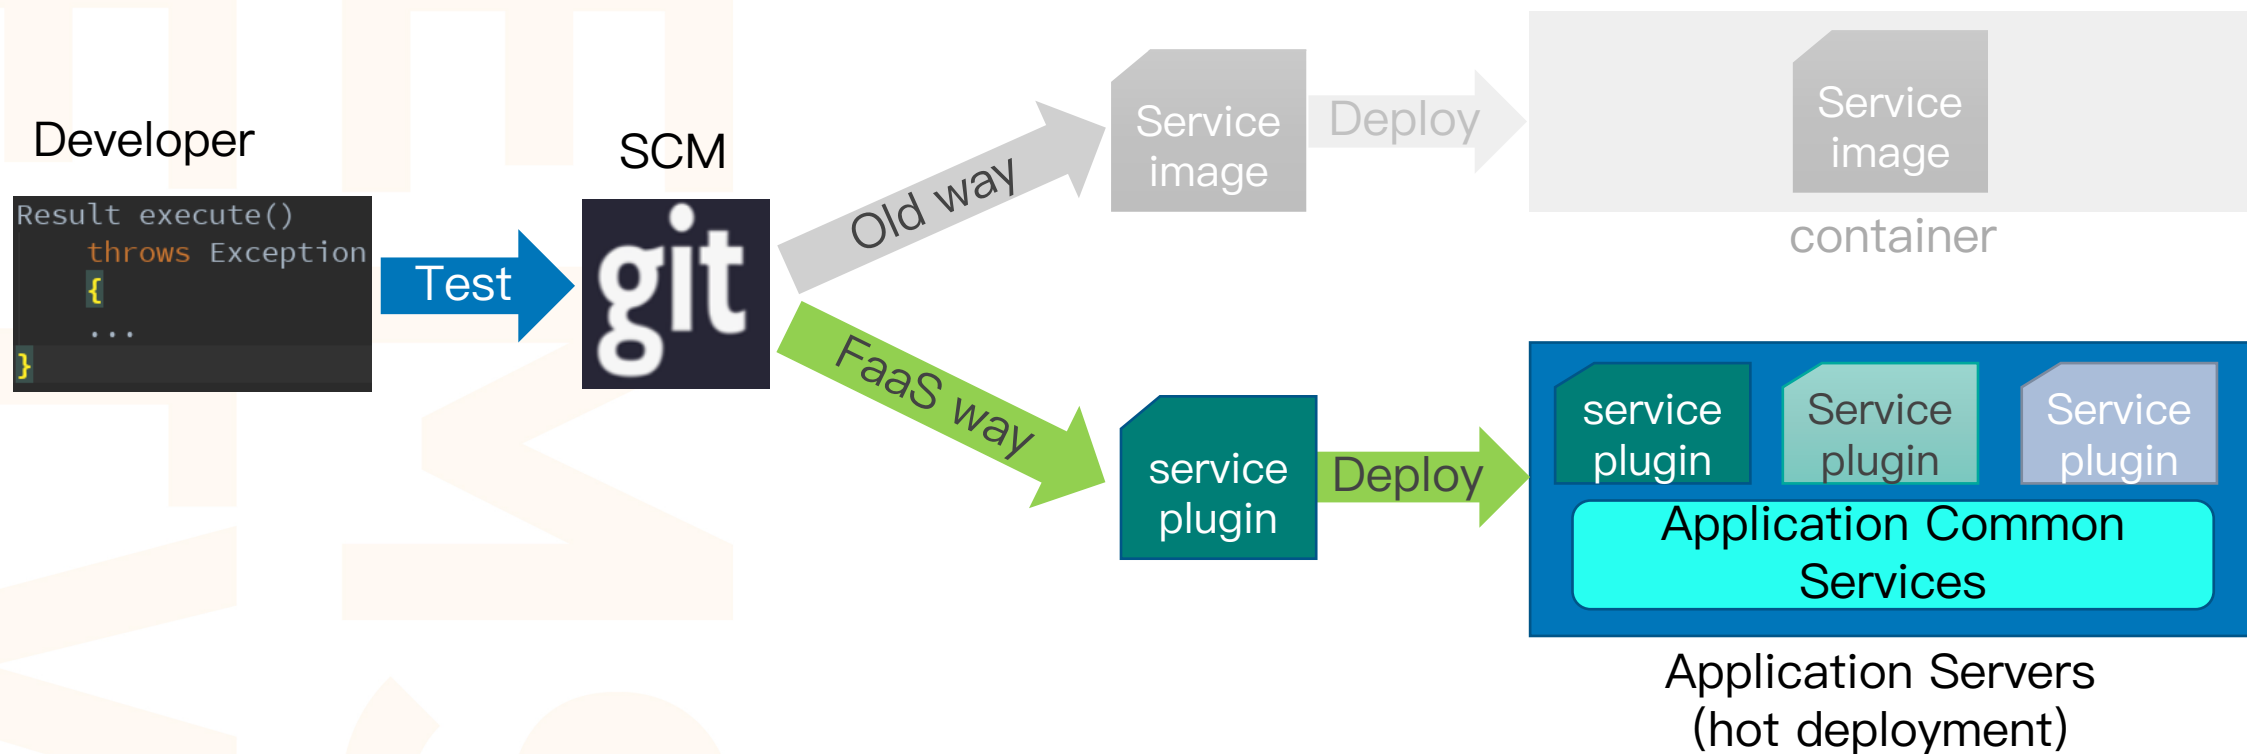 Developer
Result execute()
throws Exception
{
...
}
Test
SCM
git
Old way
Service
image
Deploy
Service
image
container
FaaS way
service
plugin
Deploy
service
plugin
Service
plugin
Service
plugin
Application Common
Services
Application Servers
(hot deployment)